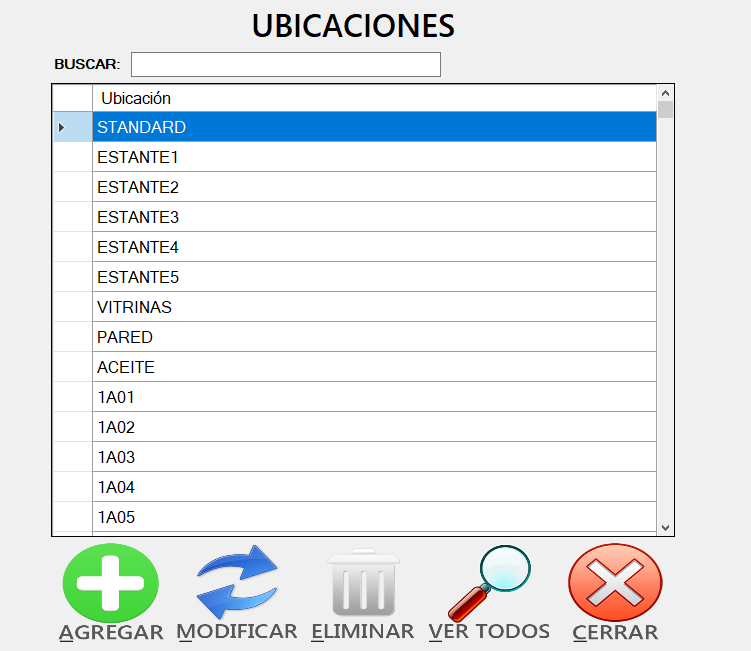 UBICACIONES
BUSCAR:
Ubicación
STANDARD
ESTANTE1
ESTANTE2
ESTANTE3
ESTANTE4
ESTANTE5
VITRINAS
PARED
ACEITE
1A01
1A02
1A03
1A04
1A05
AGREGAR MODIFICAR ELIMINAR VER TODOS CERRAR